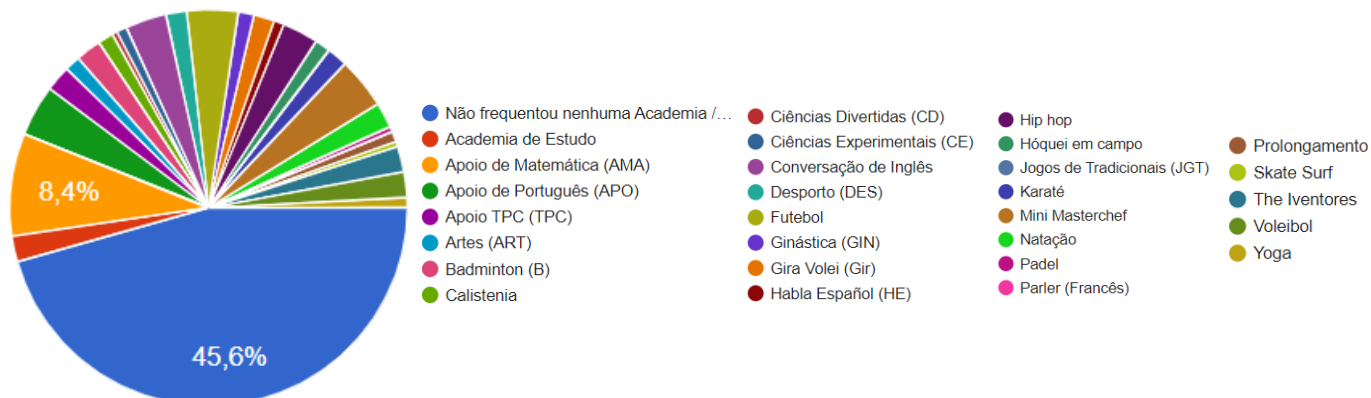 8,4%
45,6%
Não frequentou nenhuma Academia /...
Academia de Estudo
Apoio de Matemática (AMA)
Apoio de Português (APO)
Apoio TPC (TPC)
Artes (ART)
Badminton (B)
Calistenia
Ciências Divertidas (CD)
Ciências Experimentais (CE)
Conversação de Inglês
Desporto (DES)
Futebol
Ginástica (GIN)
Gira Volei (Gir)
Habla Español (HE)
Hip hop
Hóquei em campo
Jogos de Tradicionais (JGT)
Karaté
Mini Masterchef
Natação
Padel
Parler (Francês)
Prolongamento
Skate Surf
The Iventores
Voleibol
Yoga